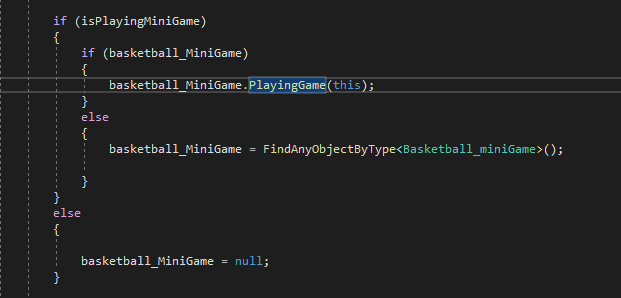 if (isPlayingMiniGame)
{
if (basketball_MiniGame)
{
basketball_MiniGame.PlayingGame(this);
}
else
{
basketball_MiniGame = FindAnyObjectByType<Basketball_miniGame>();
}
}
else
{
basketball_MiniGame = null;
}